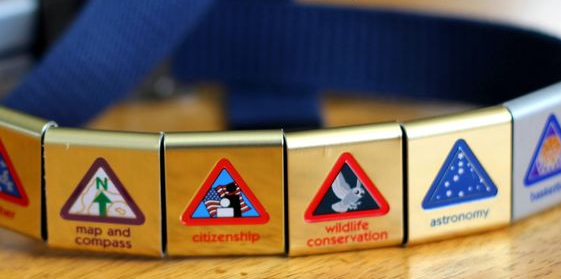 N
map and
compass
citizenship
wildlife
conservation
astronomy